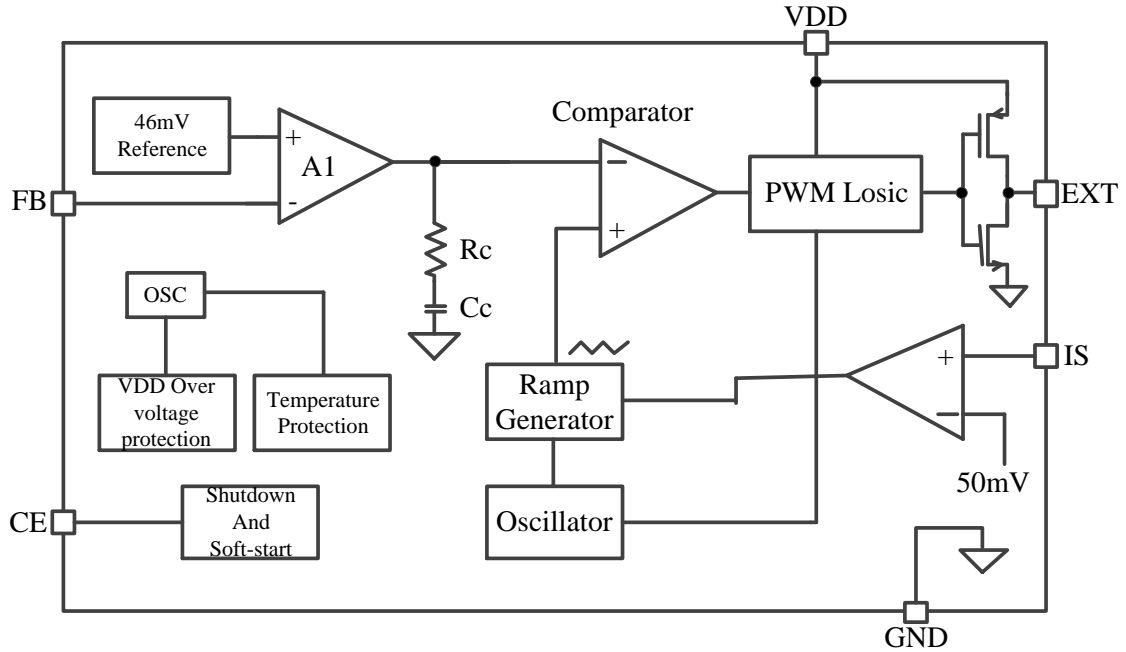 VDD
46mV
Reference
+
A1
-
Comparator
−
+
PWM Losic
FB
EXT
Rc
Cc
OSC
VDD Over
voltage
protection
Temperature
Protection
Ramp
Generator
+
−
IS
50mV
CE
Shutdown
And
Soft-start
Oscillator
GND